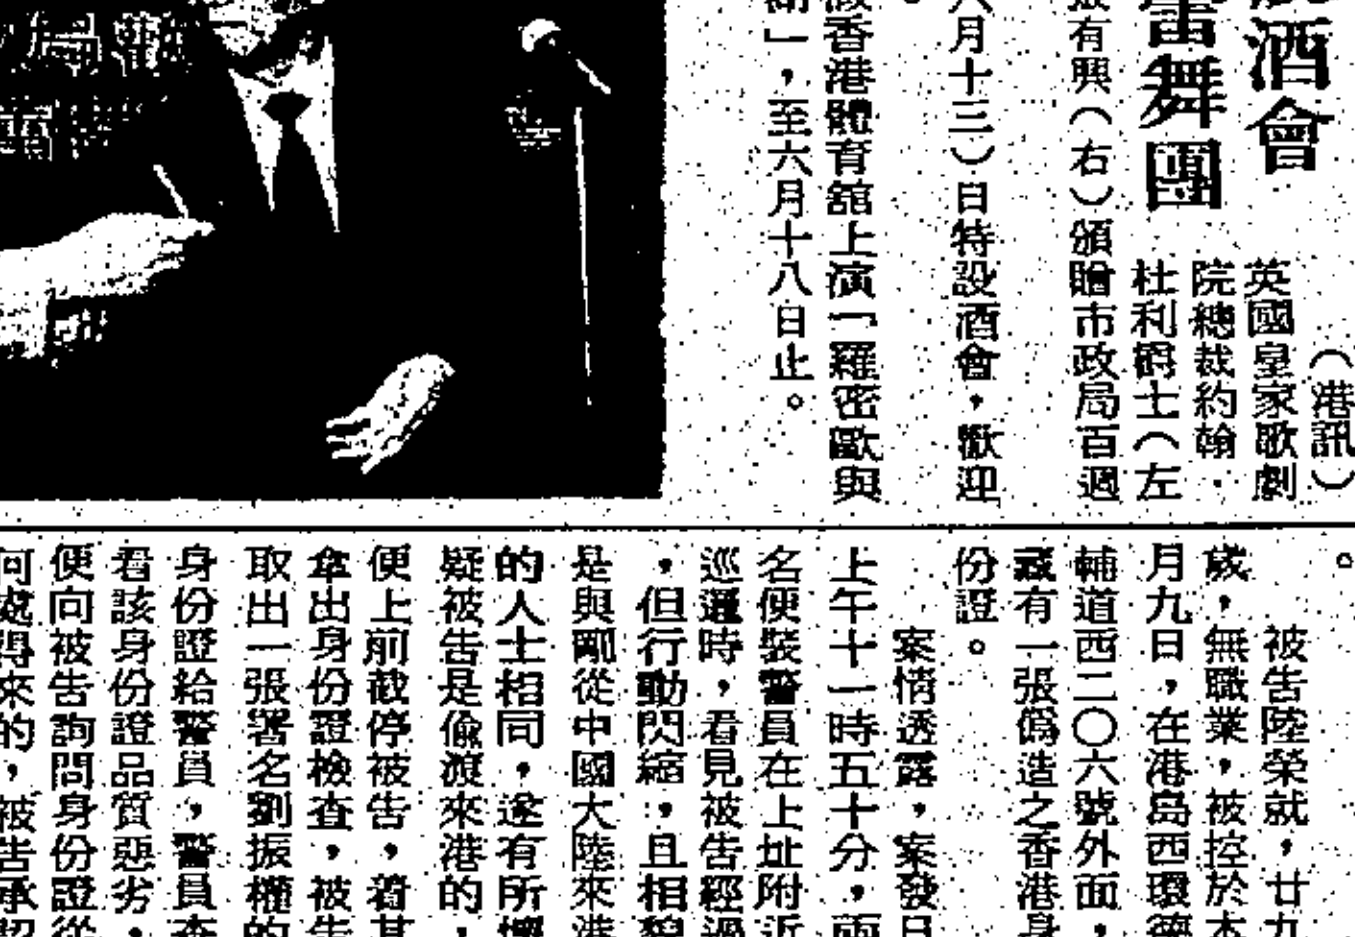 酒會
舞團
（港訊）
英國皇家歌劇
院總裁約翰．
杜利爵士（左
有興（右）頒贈市政局百週
月十三）日特設酒會，歡迎
香港體育館上演「羅密歐與
」，至六月十八日止。
。
被告陸榮就，廿九
歲，無職業，被控於本
月九日，在港島西環德
輔道西二〇六號外面，
藏有一張偽造之香港身
份證。
案情透露，案發日
上午十一時五十分，兩
名便裝警員在上址附近
巡邏時，看見被告經過
，但行動閃縮，且相貌
是與剛從中國大陸來港
的人士相同，遂有所懷
疑被告是偷渡來港的，
便上前截停被告，着其
拿出身份證檢查，被告
取出一張署名劉振權的
身份證給警員，警員查
看該身份證品質惡劣，
便向被告詢問身份證從
何處得來的，被告承認